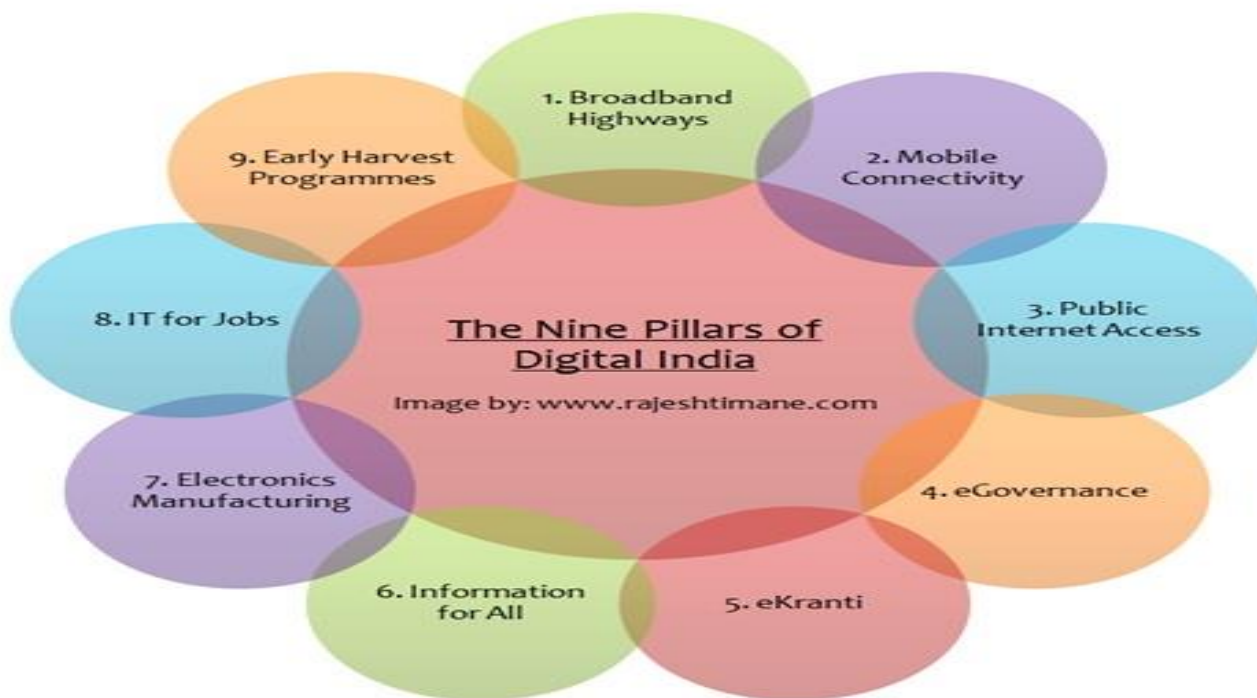 The Nine Pillars of
Digital India
Image by: www.rajeshtimane.com
1. Broadband
Highways
2. Mobile
Connectivity
3. Public
Internet Access
4. eGovernance
5. eKranti
6. Information
for All
7. Electronics
Manufacturing
8. IT for Jobs
9. Early Harvest
Programmes